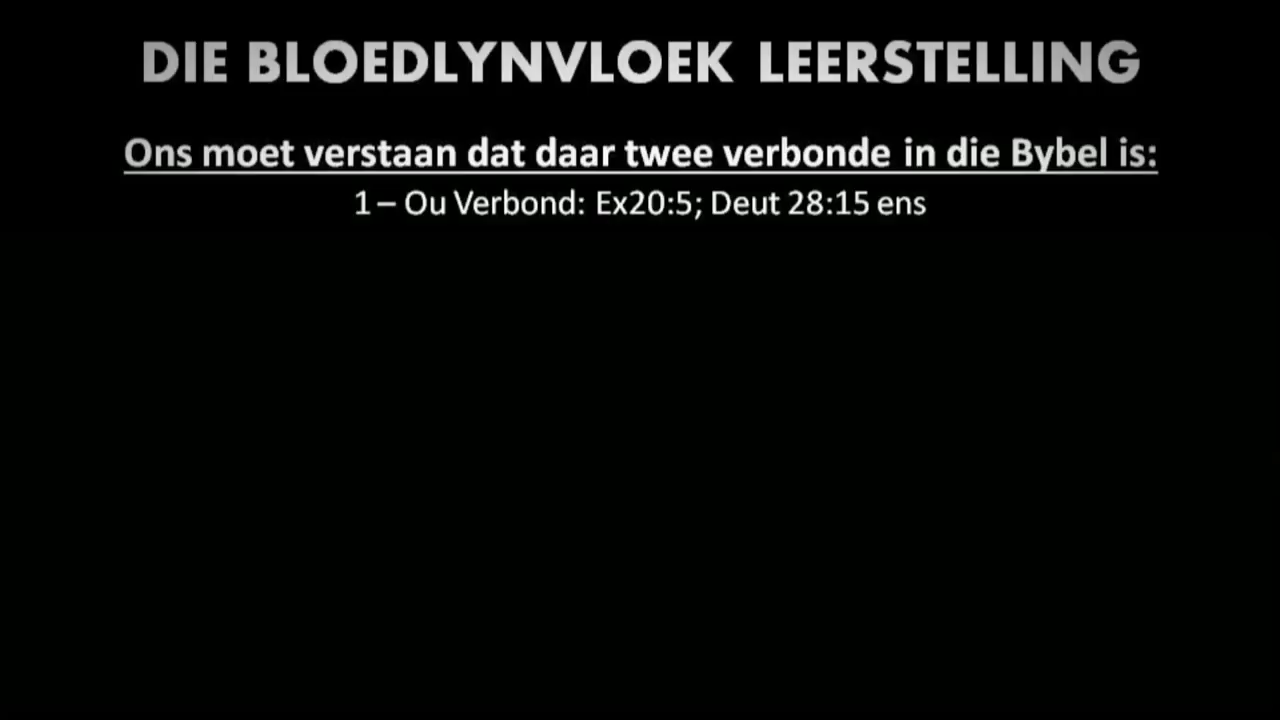 DIE BLOEDLYNVLOEK LEERSTELLING
Ons moet verstaan dat daar twee verbonde in die Bybel is:
1 – Ou Verbond: Ex20:5; Deut 28:15 ens